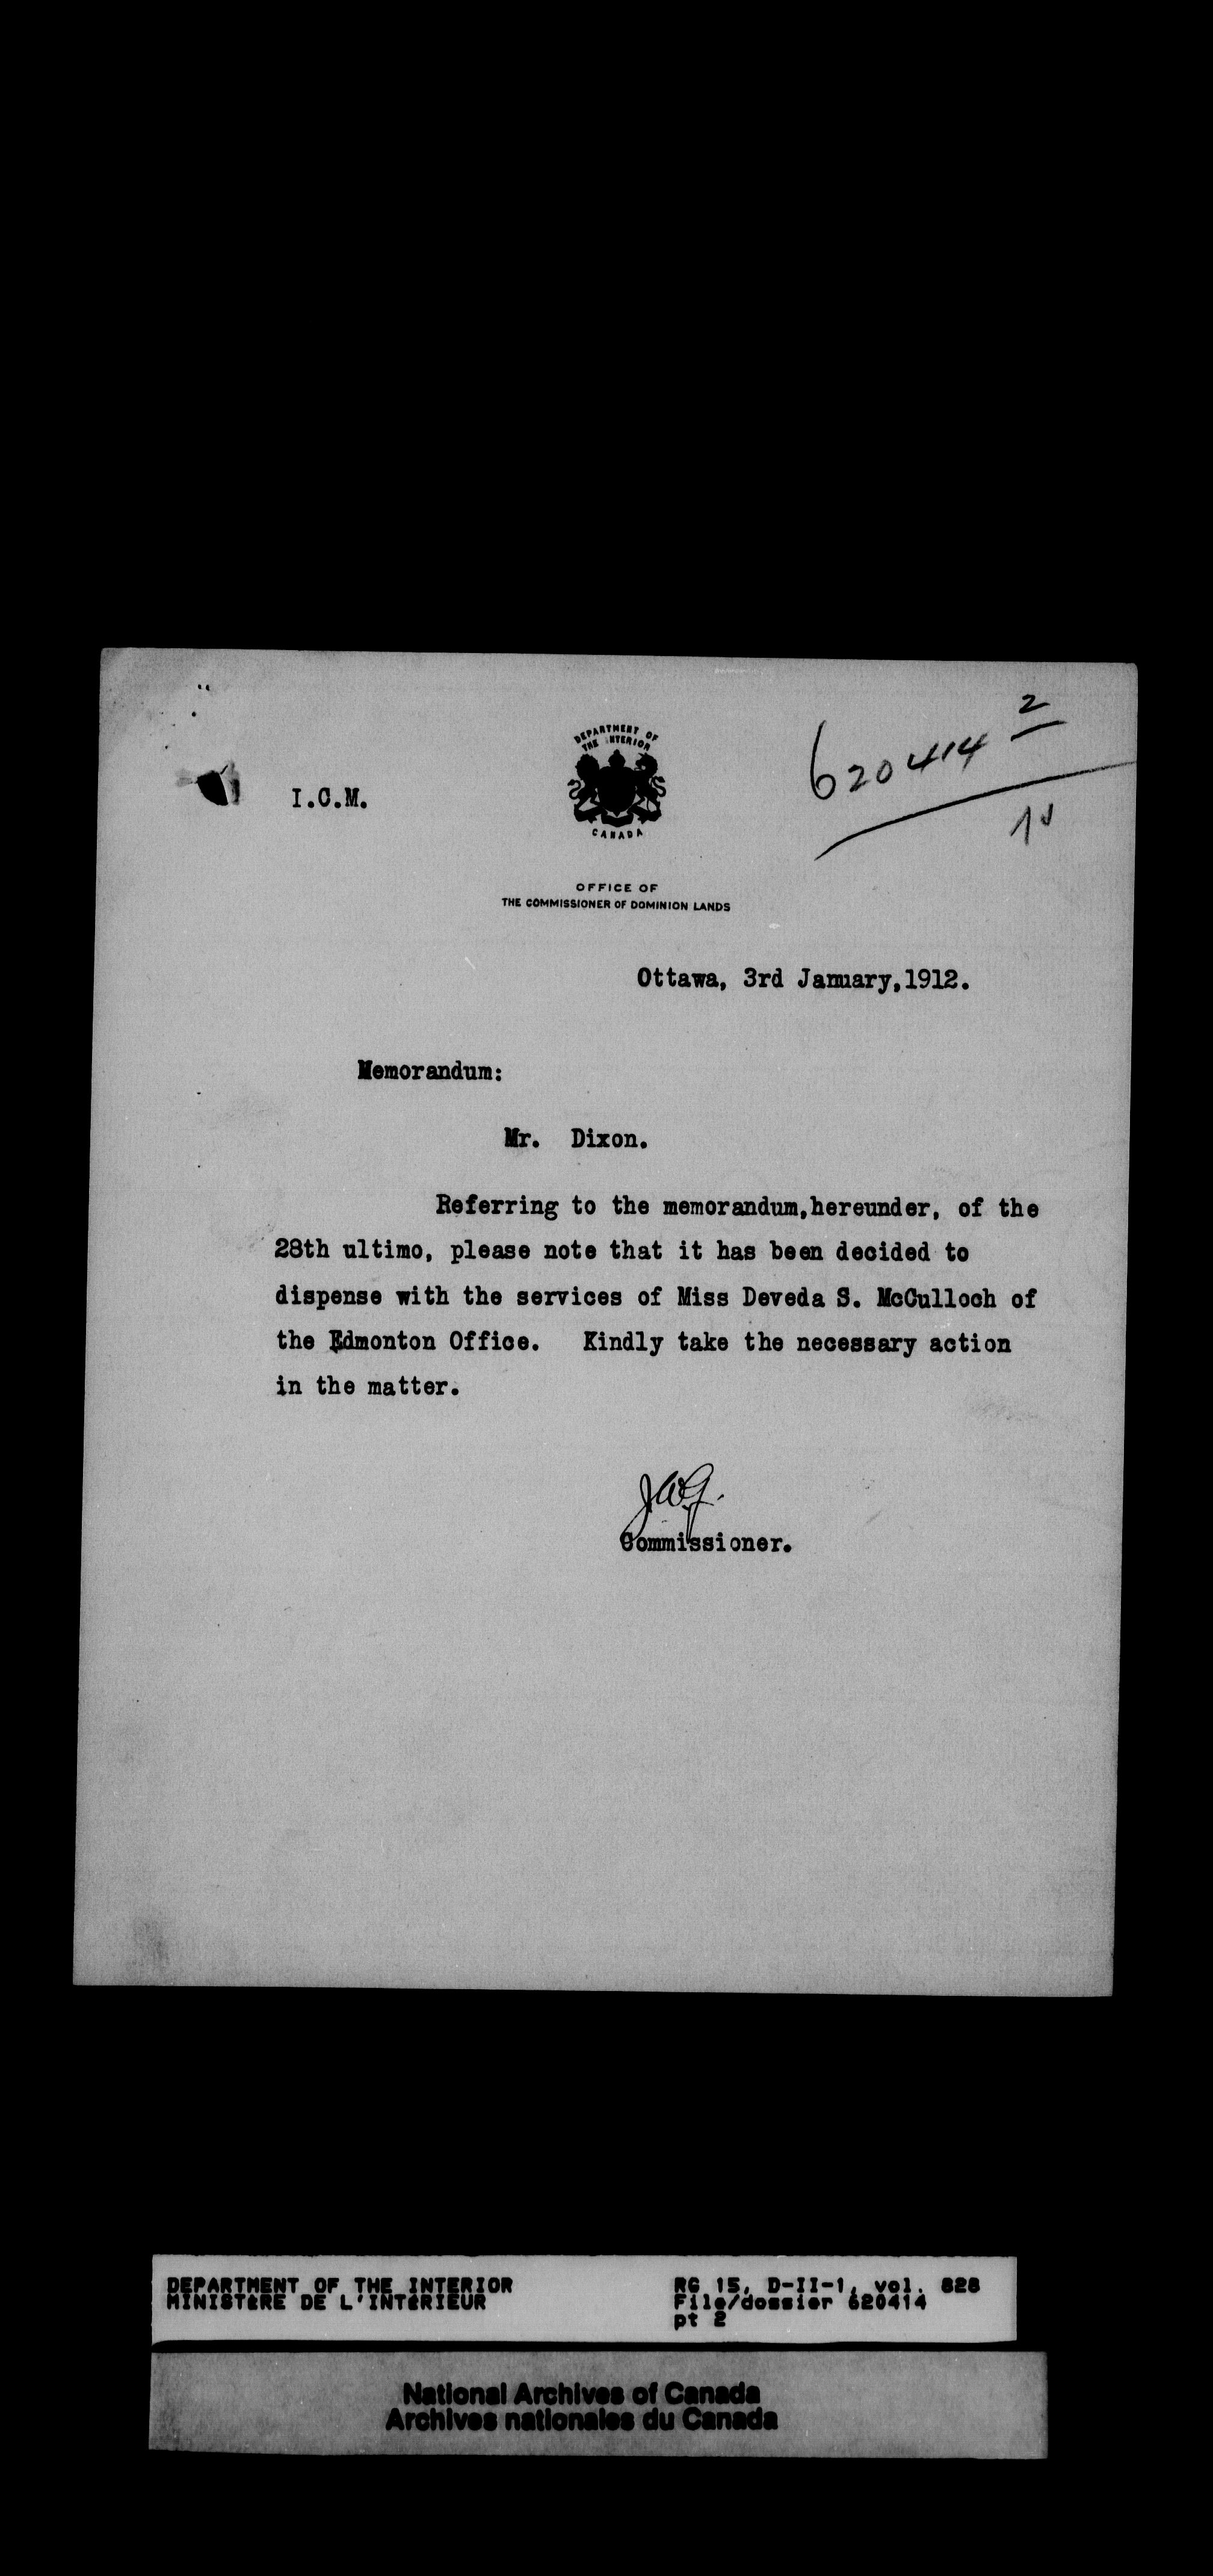 2
620414
DEPARTMENT OF
THE INTERIOR
I.C.M.
CANADA
OFFICE OF
THE COMMISSIONER OF DOMINION LANDS
Ottawa, 3rd January,1912.
Memorandum:
Mr. Dixon.
Referring to the memorandum,hereunder, of the
28th ultimo, please note that it has been decided to
dispense with the services of Miss Deveda S. McCulloch of
the Edmonton Office. Kindly take the necessary action
in the matter.
JWG.
Commissioner.
DEPARTMENT OF THE INTERIOR
MINISTÈRE DE L'INTÉRIEUR
RG 15, D-II-1, vol. 828
File/dossier 620414
pt 2
National Archives of Canada
Archives nationales du Canada